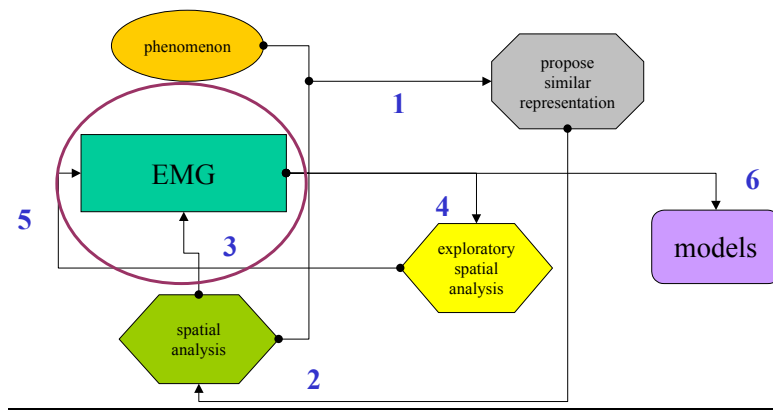 phenomenon
propose
similar
representation
1
EMG
6
5
4
3
exploratory
spatial
analysis
models
spatial
analysis
2